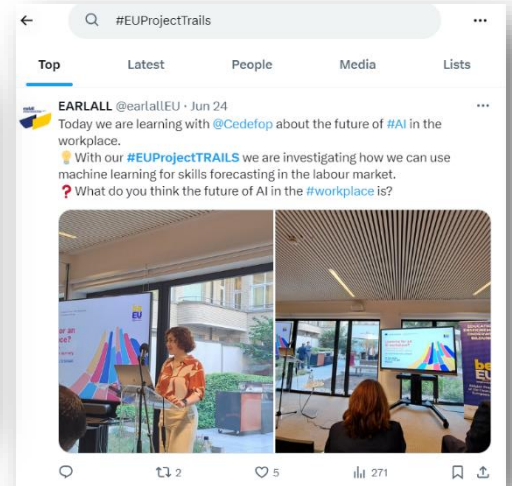 #EUProjectTrails
Top Latest People Media Lists
EARLALL @earlallEU · Jun 24
Today we are learning with @Cedefop about the future of #AI in the
workplace.
💡 With our #EUProjectTRAILS we are investigating how we can use
machine learning for skills forecasting in the labour market.
❓ What do you think the future of AI in the #workplace is?
EU
be
EU
2 5 271